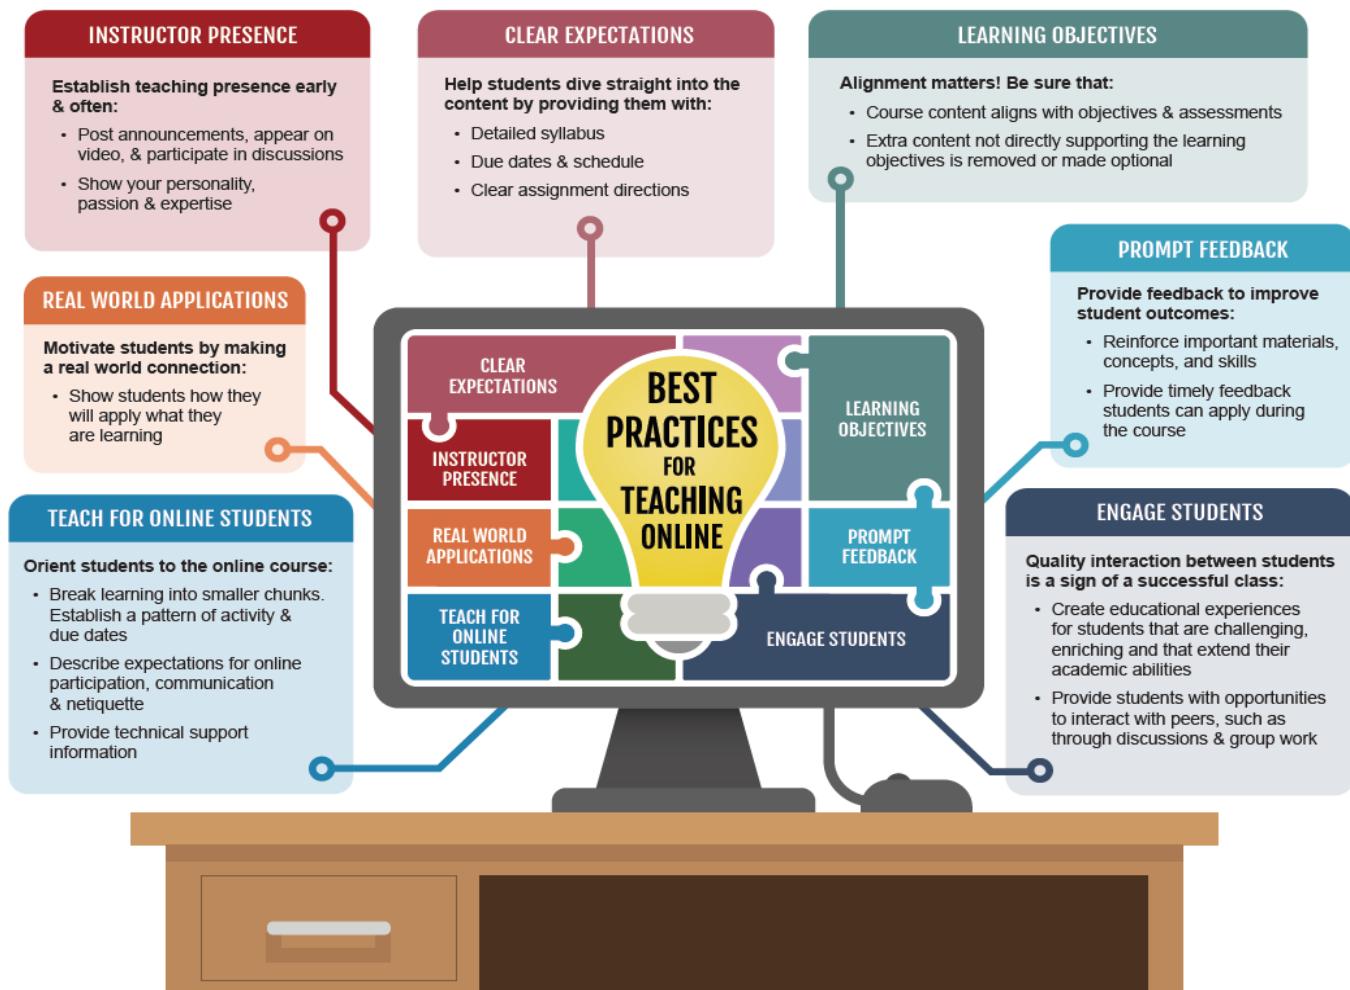 INSTRUCTOR PRESENCE
Establish teaching presence early
& often:
• Post announcements, appear on
video, & participate in discussions
• Show your personality,
passion & expertise
CLEAR EXPECTATIONS
Help students dive straight into the
content by providing them with:
• Detailed syllabus
• Due dates & schedule
• Clear assignment directions
LEARNING OBJECTIVES
Alignment matters! Be sure that:
• Course content aligns with objectives & assessments
• Extra content not directly supporting the learning
objectives is removed or made optional
REAL WORLD APPLICATIONS
Motivate students by making
a real world connection:
• Show students how they
will apply what they
are learning
PROMPT FEEDBACK
Provide feedback to improve
student outcomes:
• Reinforce important materials,
concepts, and skills
• Provide timely feedback
students can apply during
the course
TEACH FOR ONLINE STUDENTS
Orient students to the online course:
• Break learning into smaller chunks.
Establish a pattern of activity &
due dates
• Describe expectations for online
participation, communication
& netiquette
• Provide technical support
information
ENGAGE STUDENTS
Quality interaction between students
is a sign of a successful class:
• Create educational experiences
for students that are challenging,
enriching and that extend their
academic abilities
• Provide students with opportunities
to interact with peers, such as
through discussions & group work
CLEAR
EXPECTATIONS
INSTRUCTOR
PRESENCE
REAL WORLD
APPLICATIONS
TEACH FOR
ONLINE
STUDENTS
BEST
PRACTICES
FOR
TEACHING
ONLINE
LEARNING
OBJECTIVES
PROMPT
FEEDBACK
ENGAGE STUDENTS